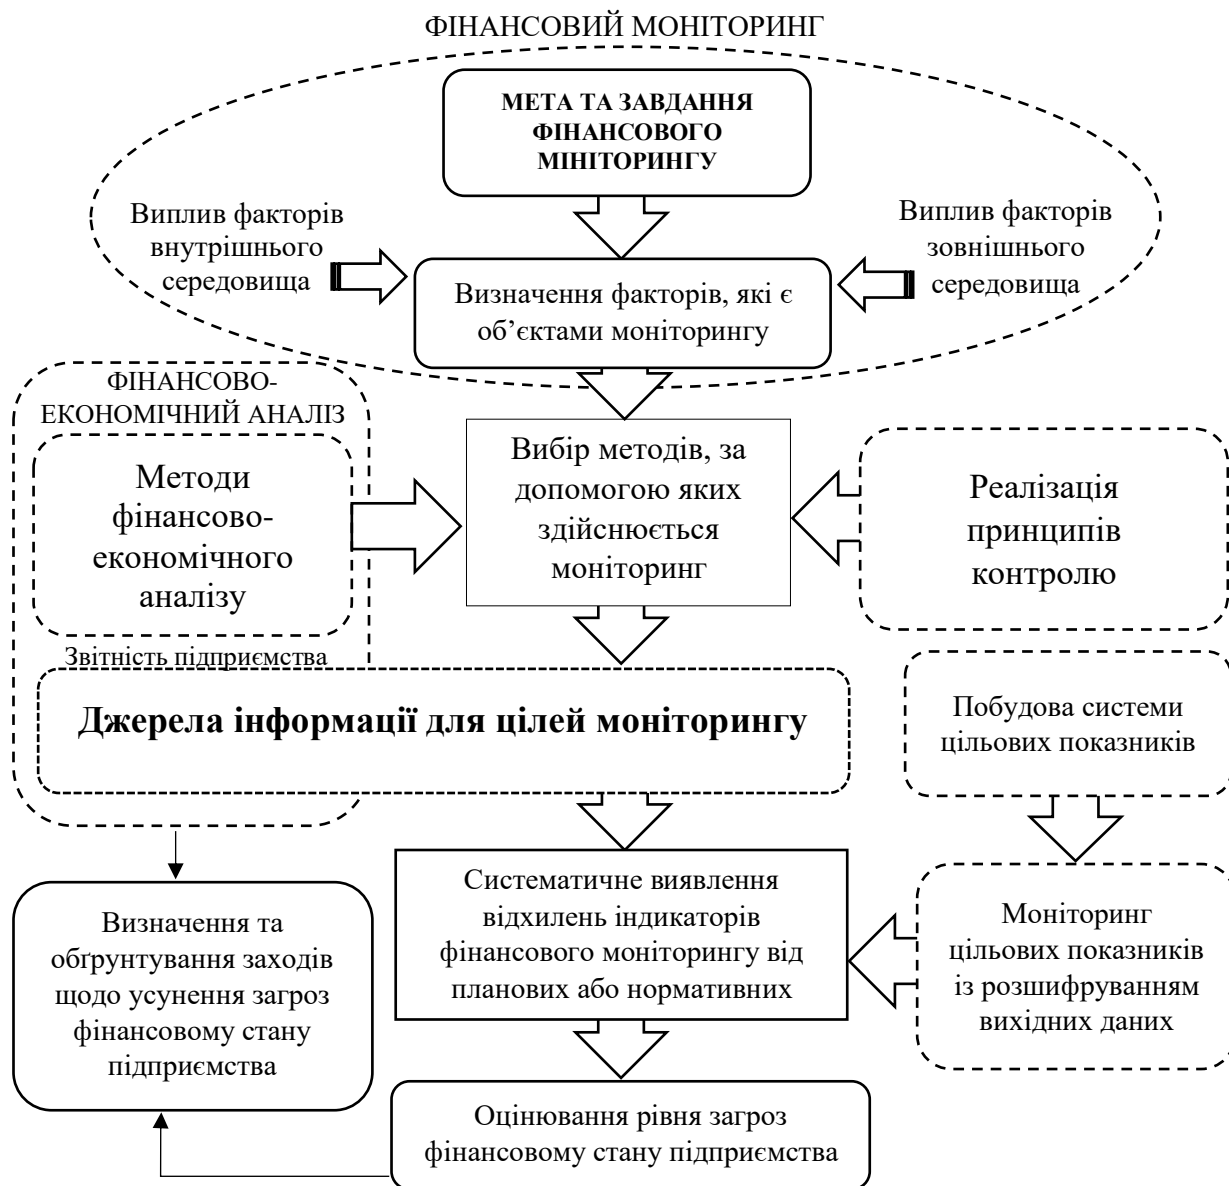 ФІНАНСОВИЙ МОНІТОРИНГ
МЕТА ТА ЗАВДАННЯ
ФІНАНСОВОГО
МІНІТОРИНГУ
Виплив факторів
внутрішнього
середовища
Виплив факторів
зовнішнього
середовища
Визначення факторів, які є
об’єктами моніторингу
ФІНАНСОВО-
ЕКОНОМІЧНИЙ АНАЛІЗ
Методи
фінансово-
економічного
аналізу
Вибір методів, за
допомогою яких
здійснюється
моніторинг
Реалізація
принципів
контролю
Звітність підприємства
Джерела інформації для цілей моніторингу
Побудова системи
цільових показників
Систематичне виявлення
відхилень індикаторів
фінансового моніторингу від
планових або нормативних
Моніторинг
цільових показників
із розшифруванням
вихідних даних
Визначення та
обґрунтування заходів
щодо усунення загроз
фінансовому стану
підприємства
Оцінювання рівня загроз
фінансовому стану підприємства